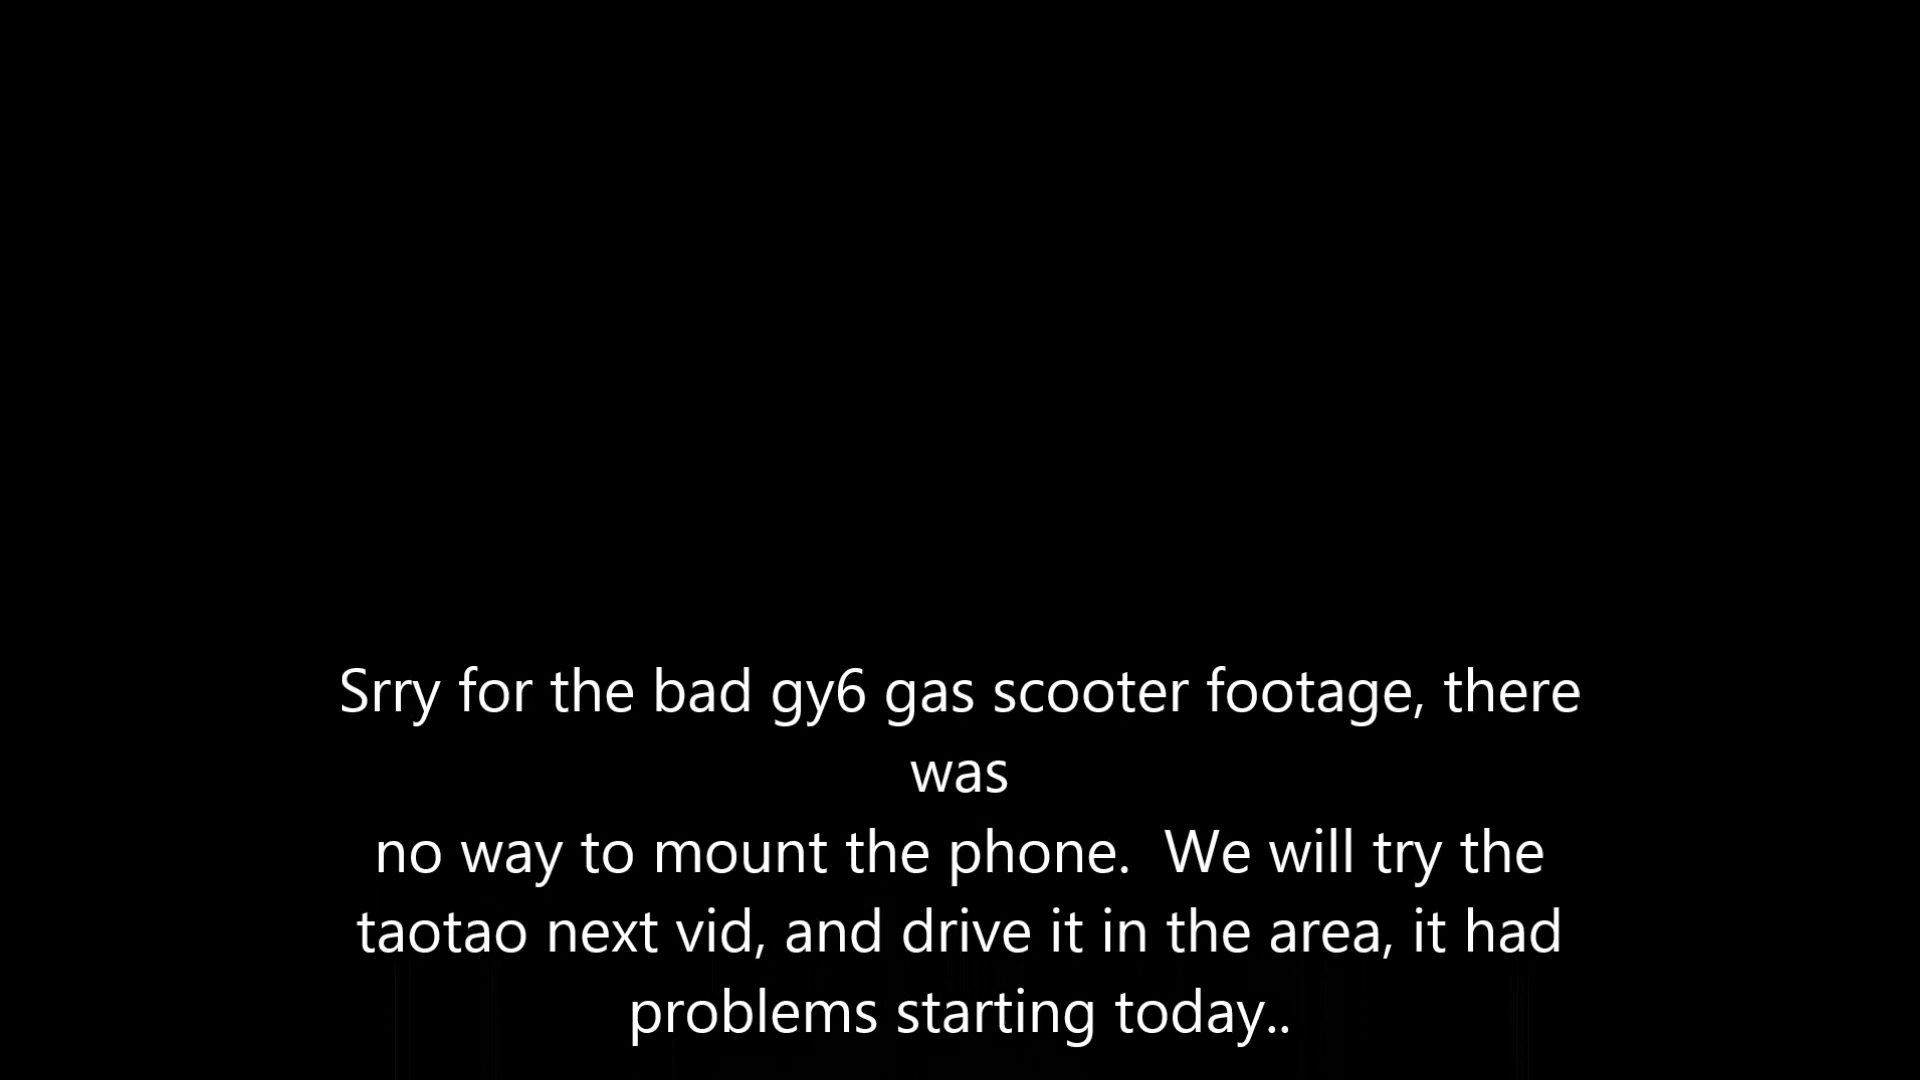 Srry for the bad gy6 gas scooter footage, there
was
no way to mount the phone.  We will try the
taotao next vid, and drive it in the area, it had
problems starting today..